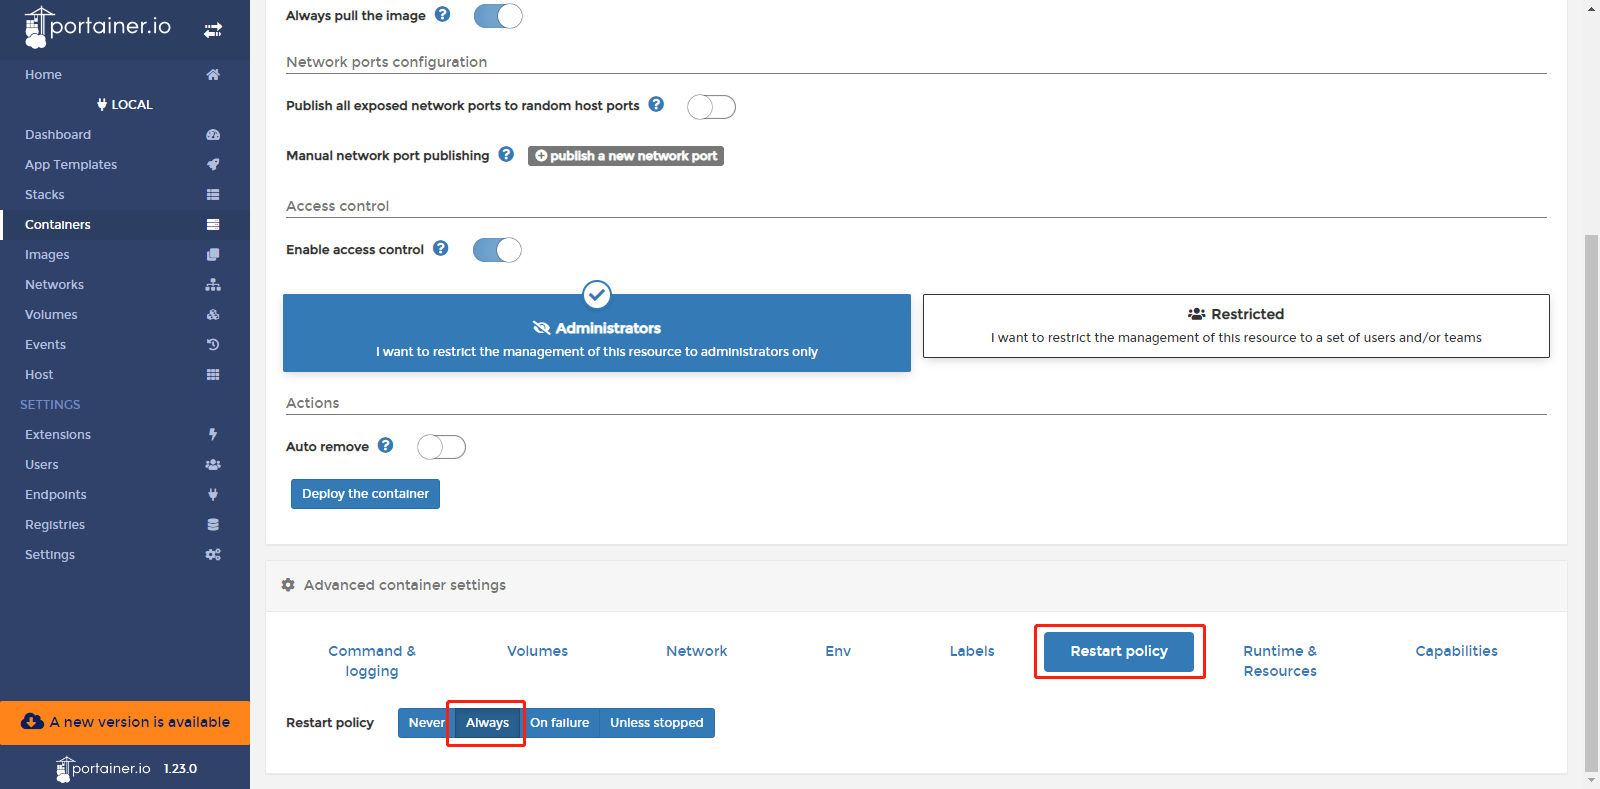 portainer.io
Home
LOCAL
Dashboard
App Templates
Stacks
Containers
Images
Networks
Volumes
Events
Host
SETTINGS
Extensions
Users
Endpoints
Registries
Settings
A new version is available
portainer.io 1.23.0
Always pull the image ?
Network ports configuration
Publish all exposed network ports to random host ports ?
Manual network port publishing ? publish a new network port
Access control
Enable access control ?
Administrators
I want to restrict the management of this resource to administrators only
Restricted
I want to restrict the management of this resource to a set of users and/or teams
Actions
Auto remove ?
Deploy the container
Advanced container settings
Command & logging
Volumes
Network
Env
Labels
Restart policy
Runtime & Resources
Capabilities
Restart policy Never Always On failure Unless stopped